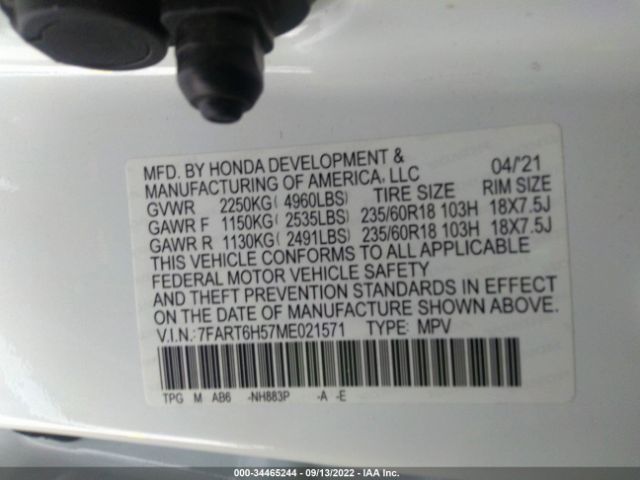 MFD. BY HONDA DEVELOPMENT & 04/'21
MANUFACTURING OF AMERICA, LLC
GVWR 2250KG( 4960LBS) TIRE SIZE RIM SIZE
GAWR F 1150KG( 2535LBS) 235/60R18 103H 18X7.5J
GAWR R 1130KG( 2491LBS) 235/60R18 103H 18X7.5J
THIS VEHICLE CONFORMS TO ALL APPLICABLE
FEDERAL MOTOR VEHICLE SAFETY
AND THEFT PREVENTION STANDARDS IN EFFECT
ON THE DATE OF MANUFACTURE SHOWN ABOVE.
V.I.N.:7FART6H57ME021571 TYPE: MPV
TPG M AB6 -NH883P -A -E
000-34465244 - 09/13/2022 - IAA Inc.